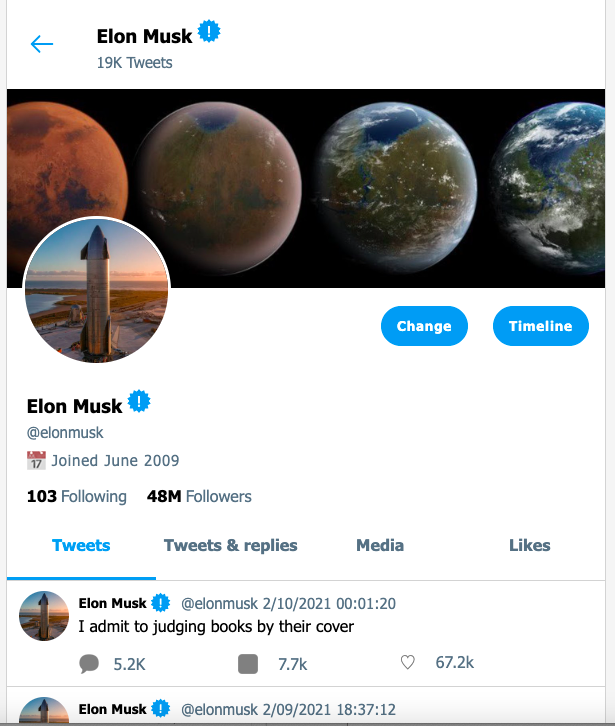 Elon Musk
19K Tweets
Change
Timeline
Elon Musk
@elonmusk
17 Joined June 2009
103 Following 48M Followers
Tweets Tweets & replies Media Likes
Elon Musk @elonmusk 2/10/2021 00:01:20
I admit to judging books by their cover
5.2K 7.7k 67.2k
Elon Musk @elonmusk 2/09/2021 18:37:12